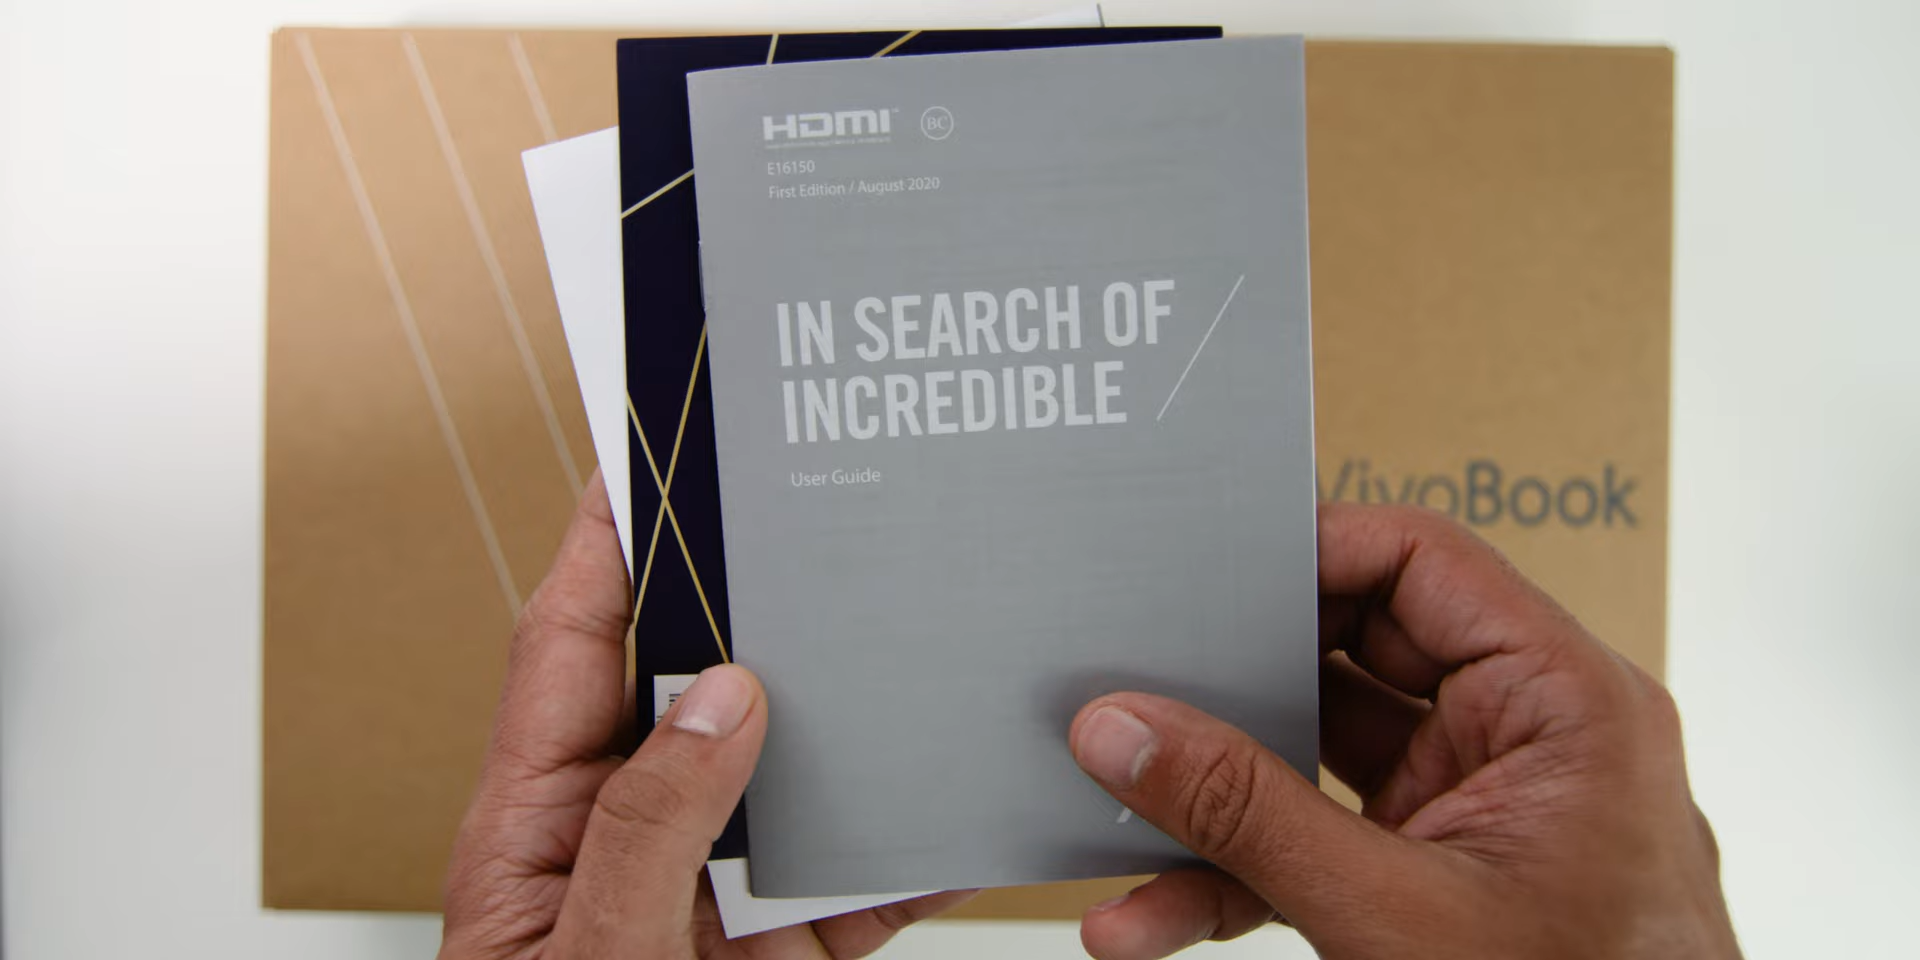 HDMI
BC
E16150
First Edition / August 2020
IN SEARCH OF
INCREDIBLE
User Guide
VivoBook